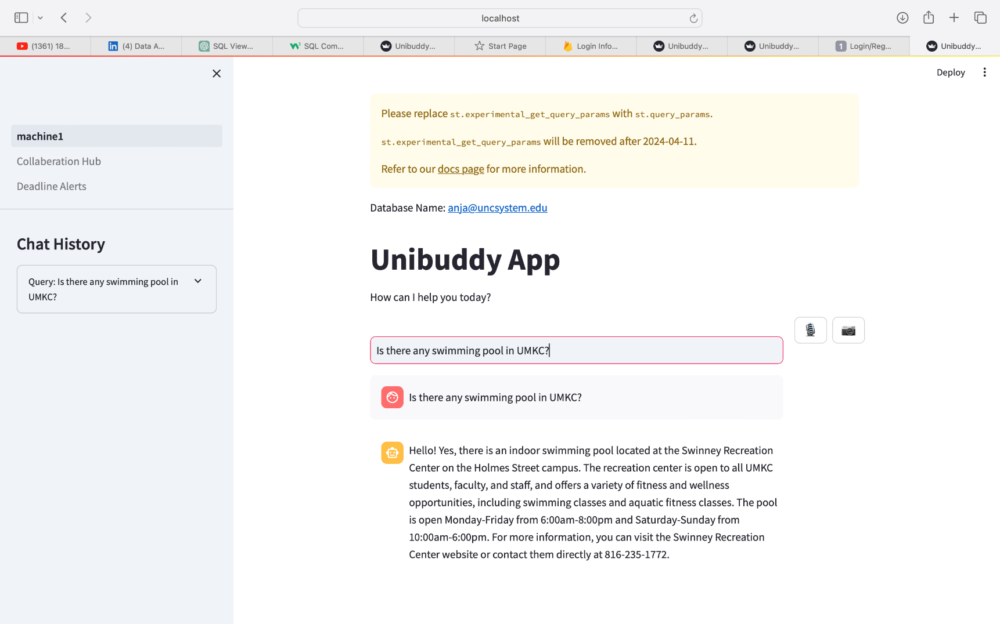 localhost
(1361) 18...
(4) Data A...
SQL View...
W3 SQL Com...
Unibuddy...
Start Page
Login Info...
Unibuddy...
Unibuddy...
1 Login/Reg...
Unibuddy...
Deploy
machine1
Collaberation Hub
Deadline Alerts
Chat History
Query: Is there any swimming pool in
UMKC?
Please replace st.experimental_get_query_params with st.query_params.
st.experimental_get_query_params will be removed after 2024-04-11.
Refer to our docs page for more information.
Database Name: anja@uncsystem.edu
Unibuddy App
How can I help you today?
Is there any swimming pool in UMKC?
Is there any swimming pool in UMKC?
Hello! Yes, there is an indoor swimming pool located at the Swinney Recreation
Center on the Holmes Street campus. The recreation center is open to all UMKC
students, faculty, and staff, and offers a variety of fitness and wellness
opportunities, including swimming classes and aquatic fitness classes. The pool
is open Monday-Friday from 6:00am-8:00pm and Saturday-Sunday from
10:00am-6:00pm. For more information, you can visit the Swinney Recreation
Center website or contact them directly at 816-235-1772.